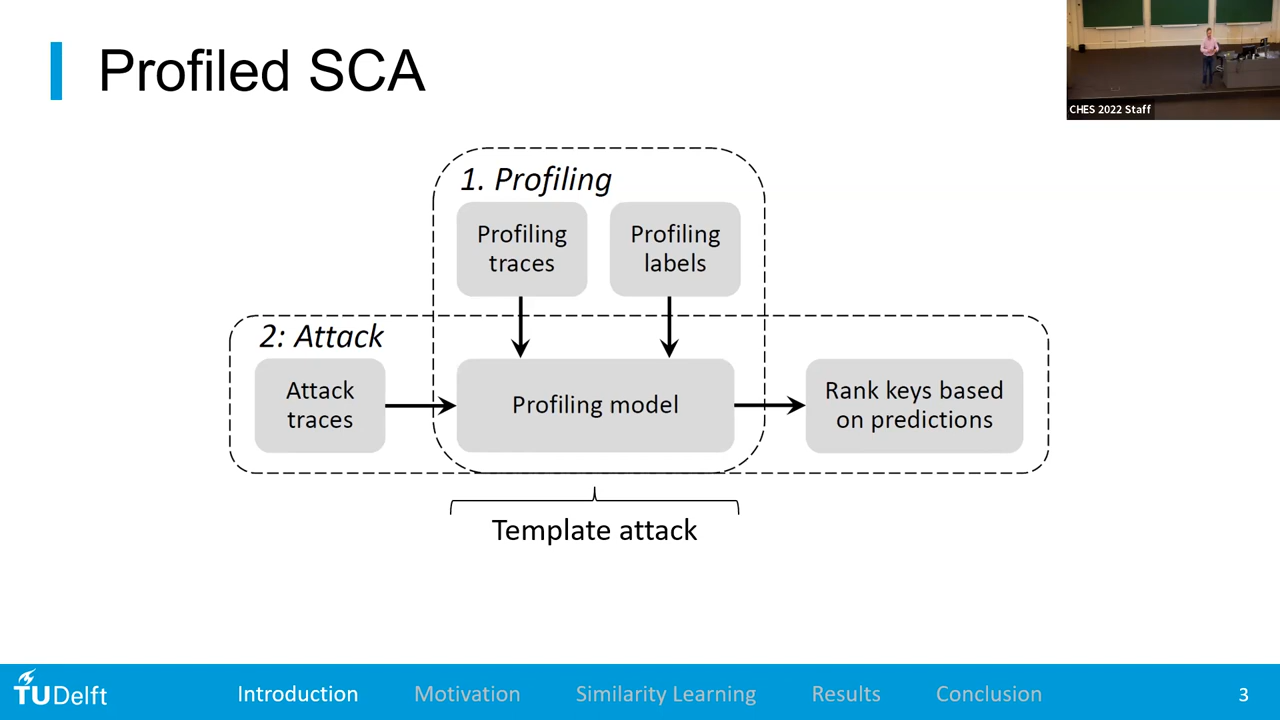 Profiled SCA
CHES 2022 Staff
1. Profiling
Profiling
traces
Profiling
labels
2: Attack
Attack
traces
Profiling model
Rank keys based
on predictions
Template attack
TUDelft
Introduction
Motivation
Similarity Learning
Results
Conclusion
3